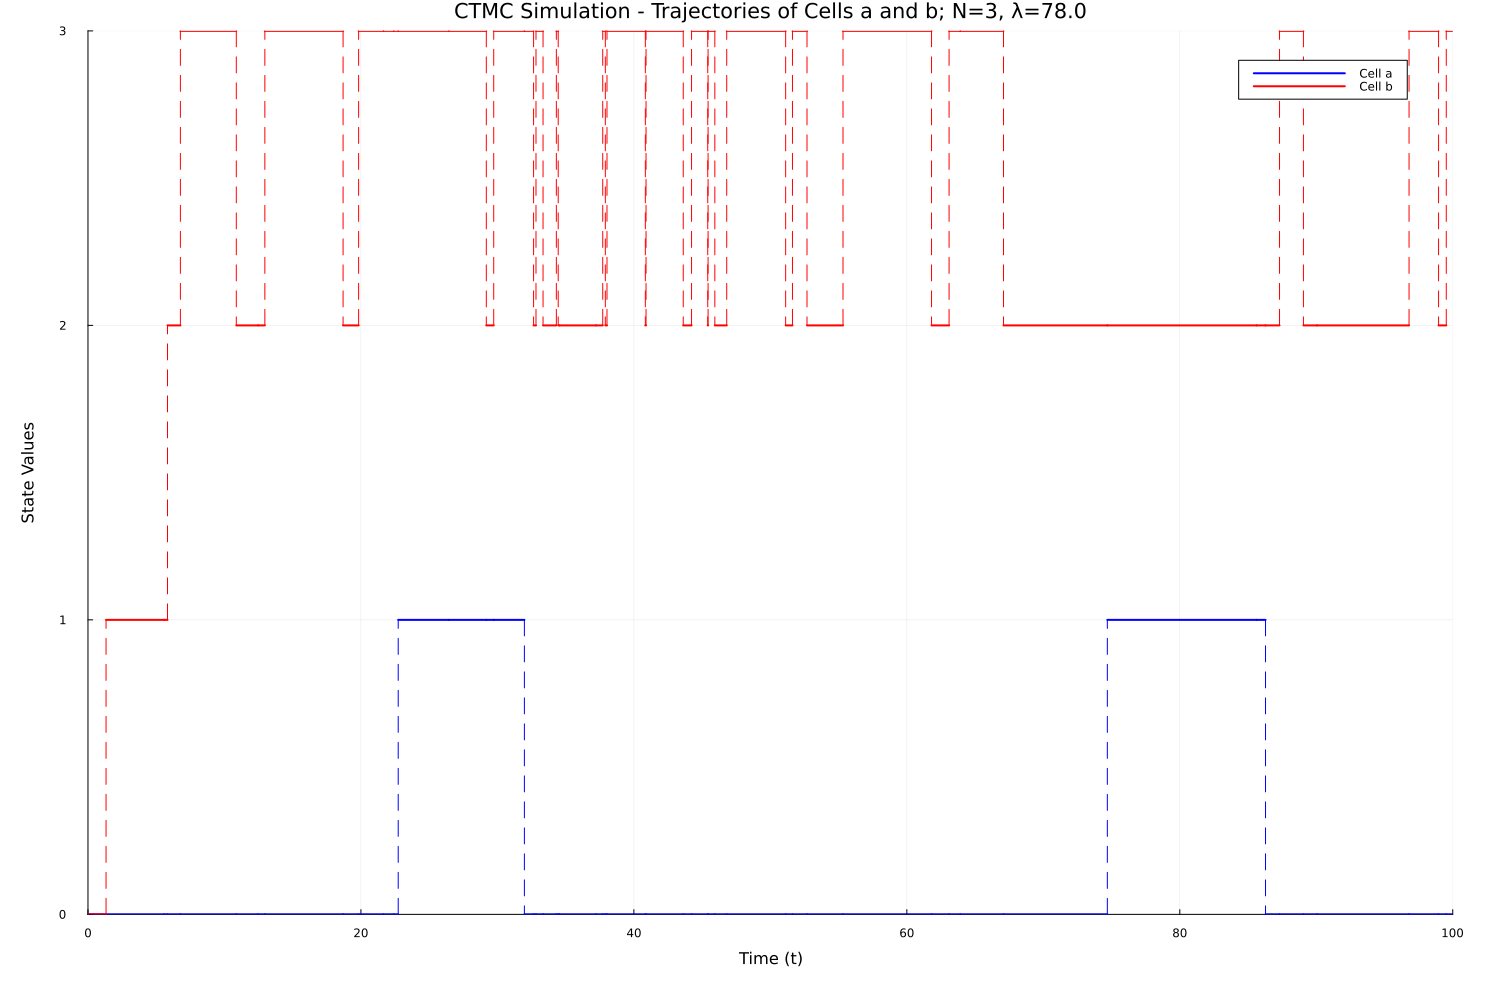 CTMC Simulation - Trajectories of Cells a and b; N=3, λ=78.0
3
Cell a
Cell b
2
State Values
1
0
0 20 40 60 80 100
Time (t)